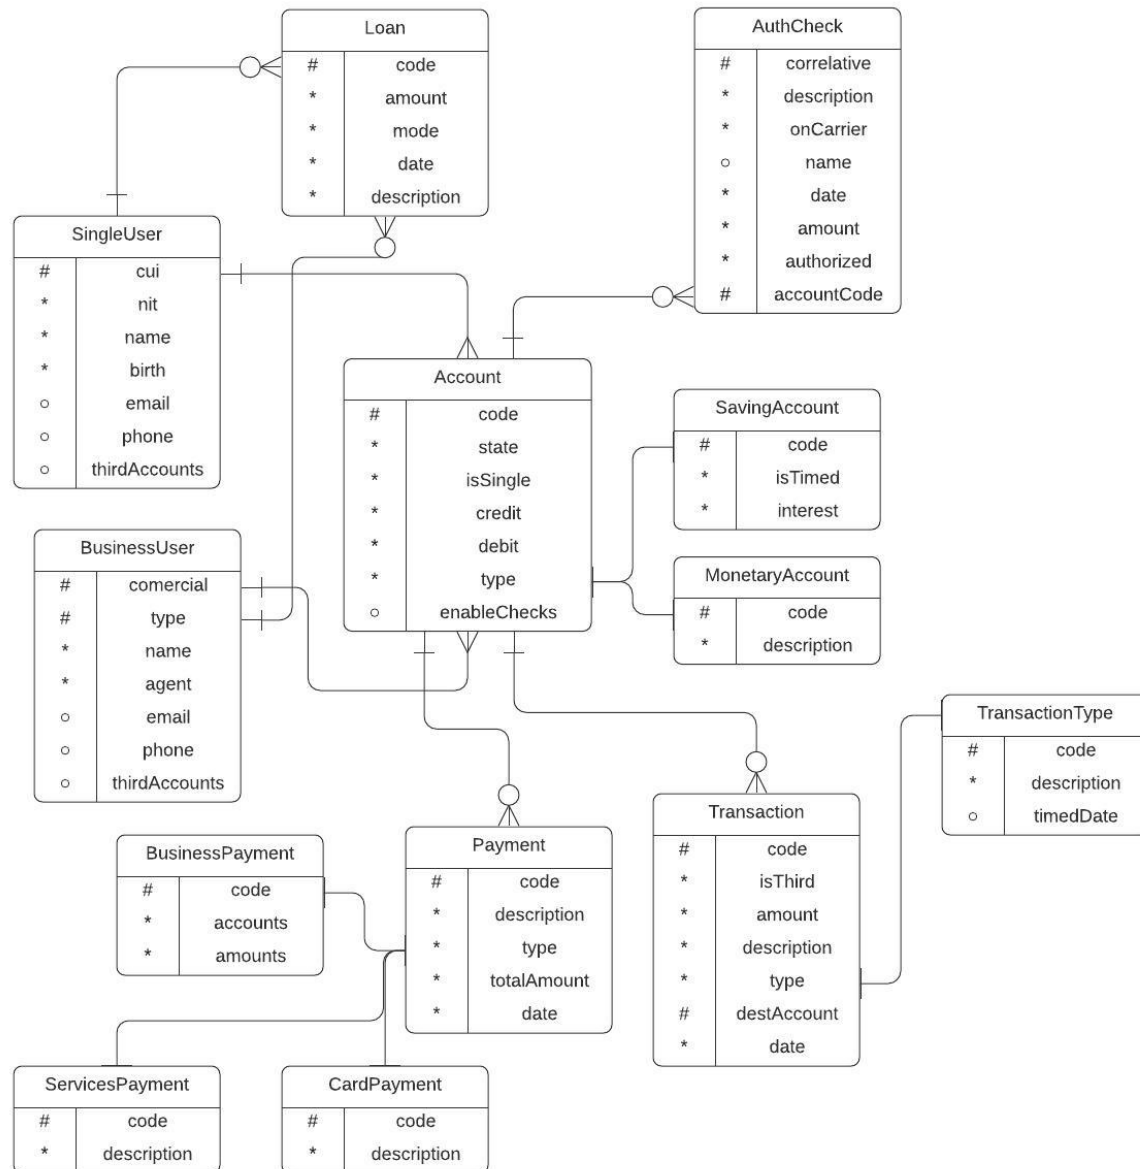 Loan
# code
* amount
* mode
* date
* description
AuthCheck
# correlative
* description
* onCarrier
○ name
* date
* amount
* authorized
# accountCode
SingleUser
# cui
* nit
* name
* birth
○ email
○ phone
○ thirdAccounts
Account
# code
* state
* isSingle
* credit
* debit
* type
○ enableChecks
SavingAccount
# code
* isTimed
* interest
BusinessUser
# comercial
# type
* name
* agent
○ email
○ phone
○ thirdAccounts
MonetaryAccount
# code
* description
TransactionType
# code
* description
○ timedDate
BusinessPayment
# code
* accounts
* amounts
Payment
# code
* description
* type
* totalAmount
* date
Transaction
# code
* isThird
* amount
* description
* type
# destAccount
* date
ServicesPayment
# code
* description
CardPayment
# code
* description